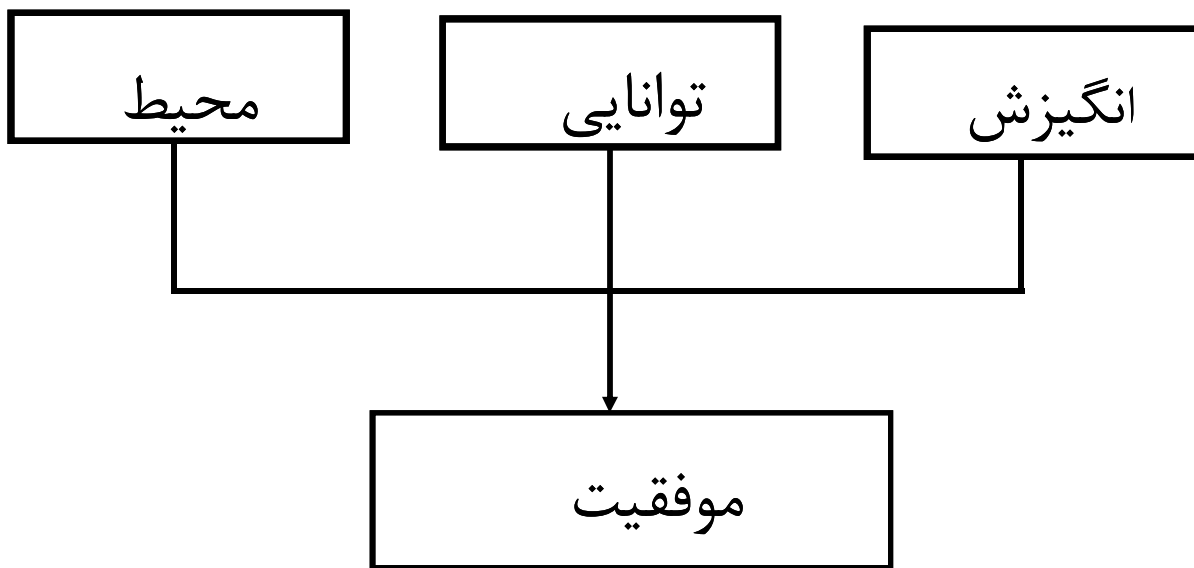 انگیزش
توانایی
محیط
موفقیت